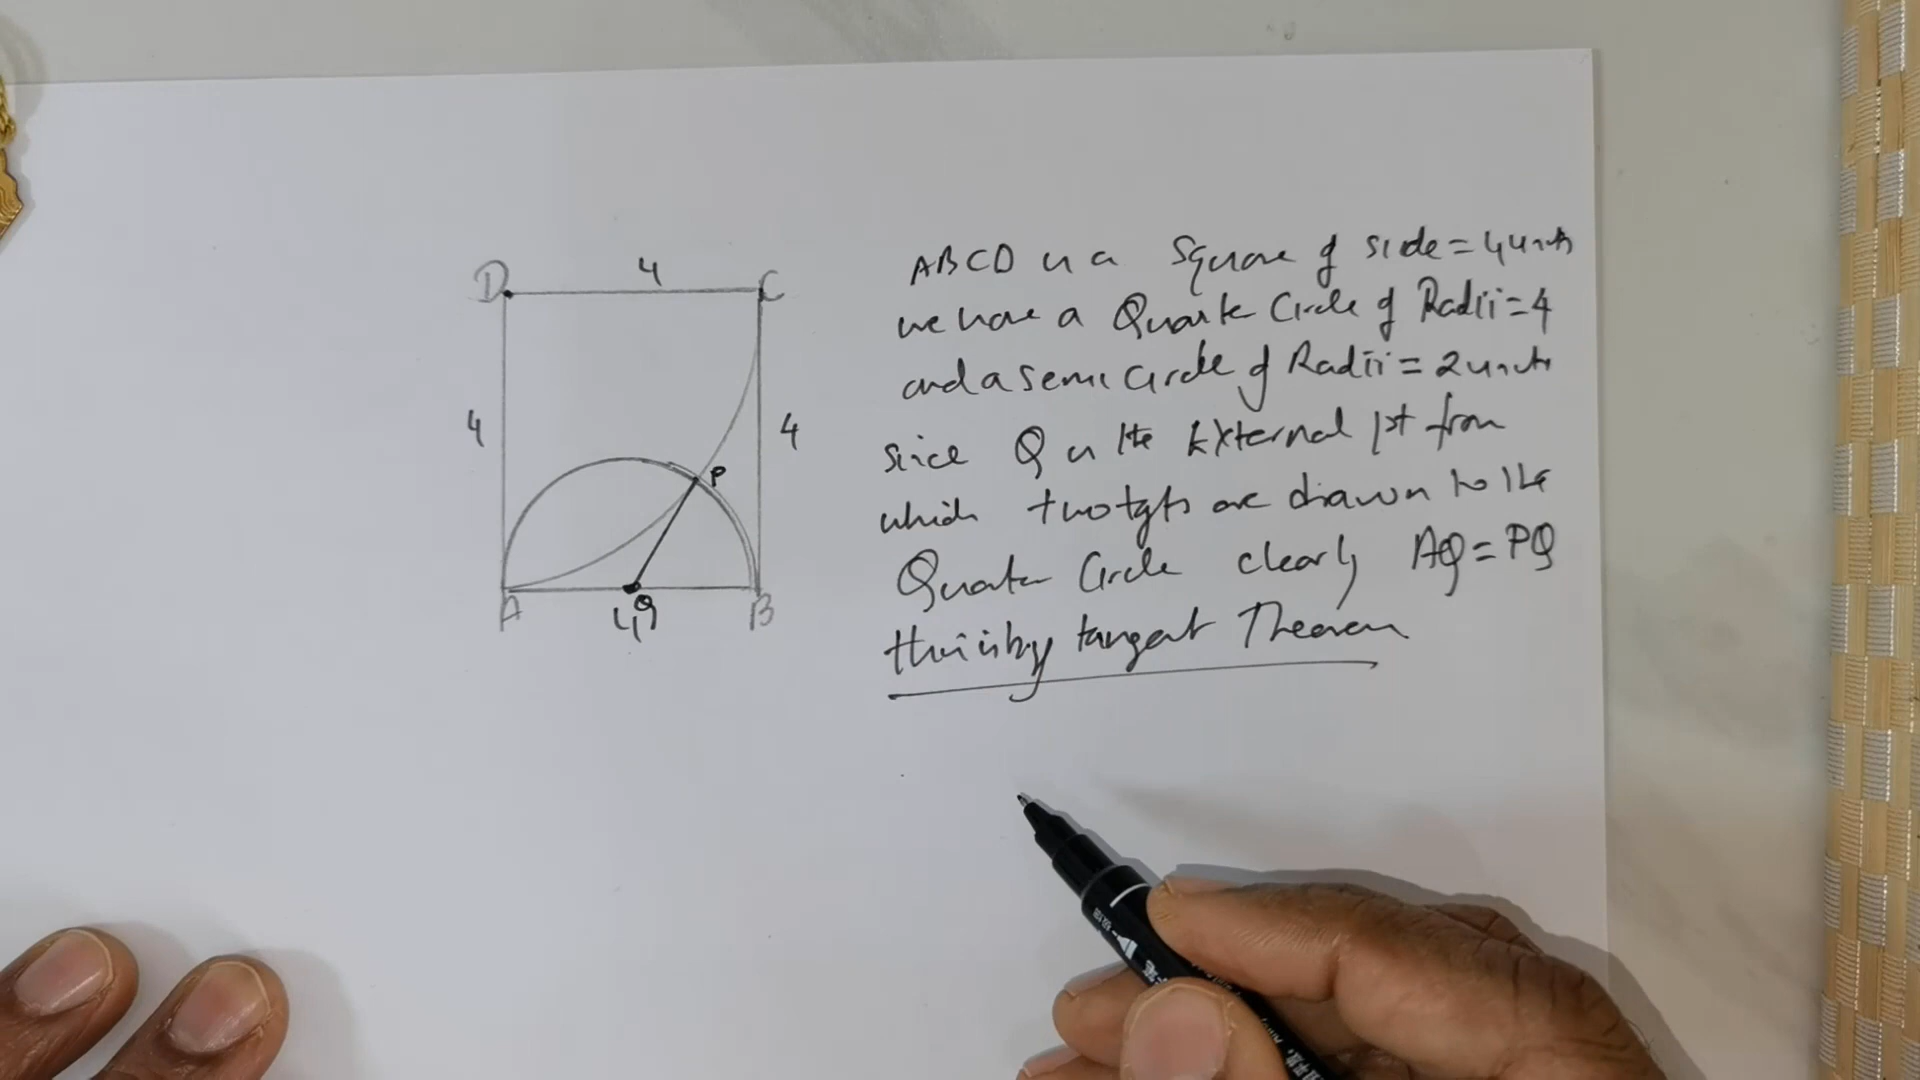 D 4 C
4 4
P
A Q B
4
ABCD is a Square of side = 4 units
we have a Quarter Circle of Radii = 4
and a semi Circle of Radii = 2 units
since Q is the External pt from
which two tgts are drawn to the
Quarter Circle clearly AQ = PQ
this is by tangent Theorem